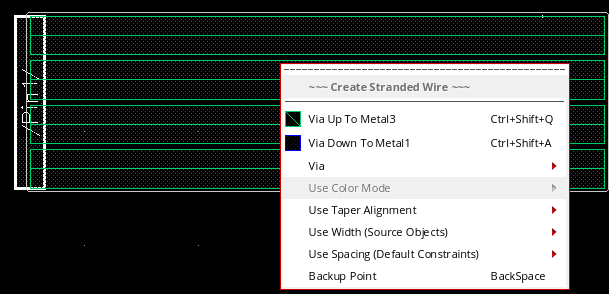 ~~~ Create Stranded Wire ~~~
Via Up To Metal3 Ctrl+Shift+Q
Via Down To Metal1 Ctrl+Shift+A
Via
Use Color Mode
Use Taper Alignment
Use Width (Source Objects)
Use Spacing (Default Constraints)
Backup Point BackSpace